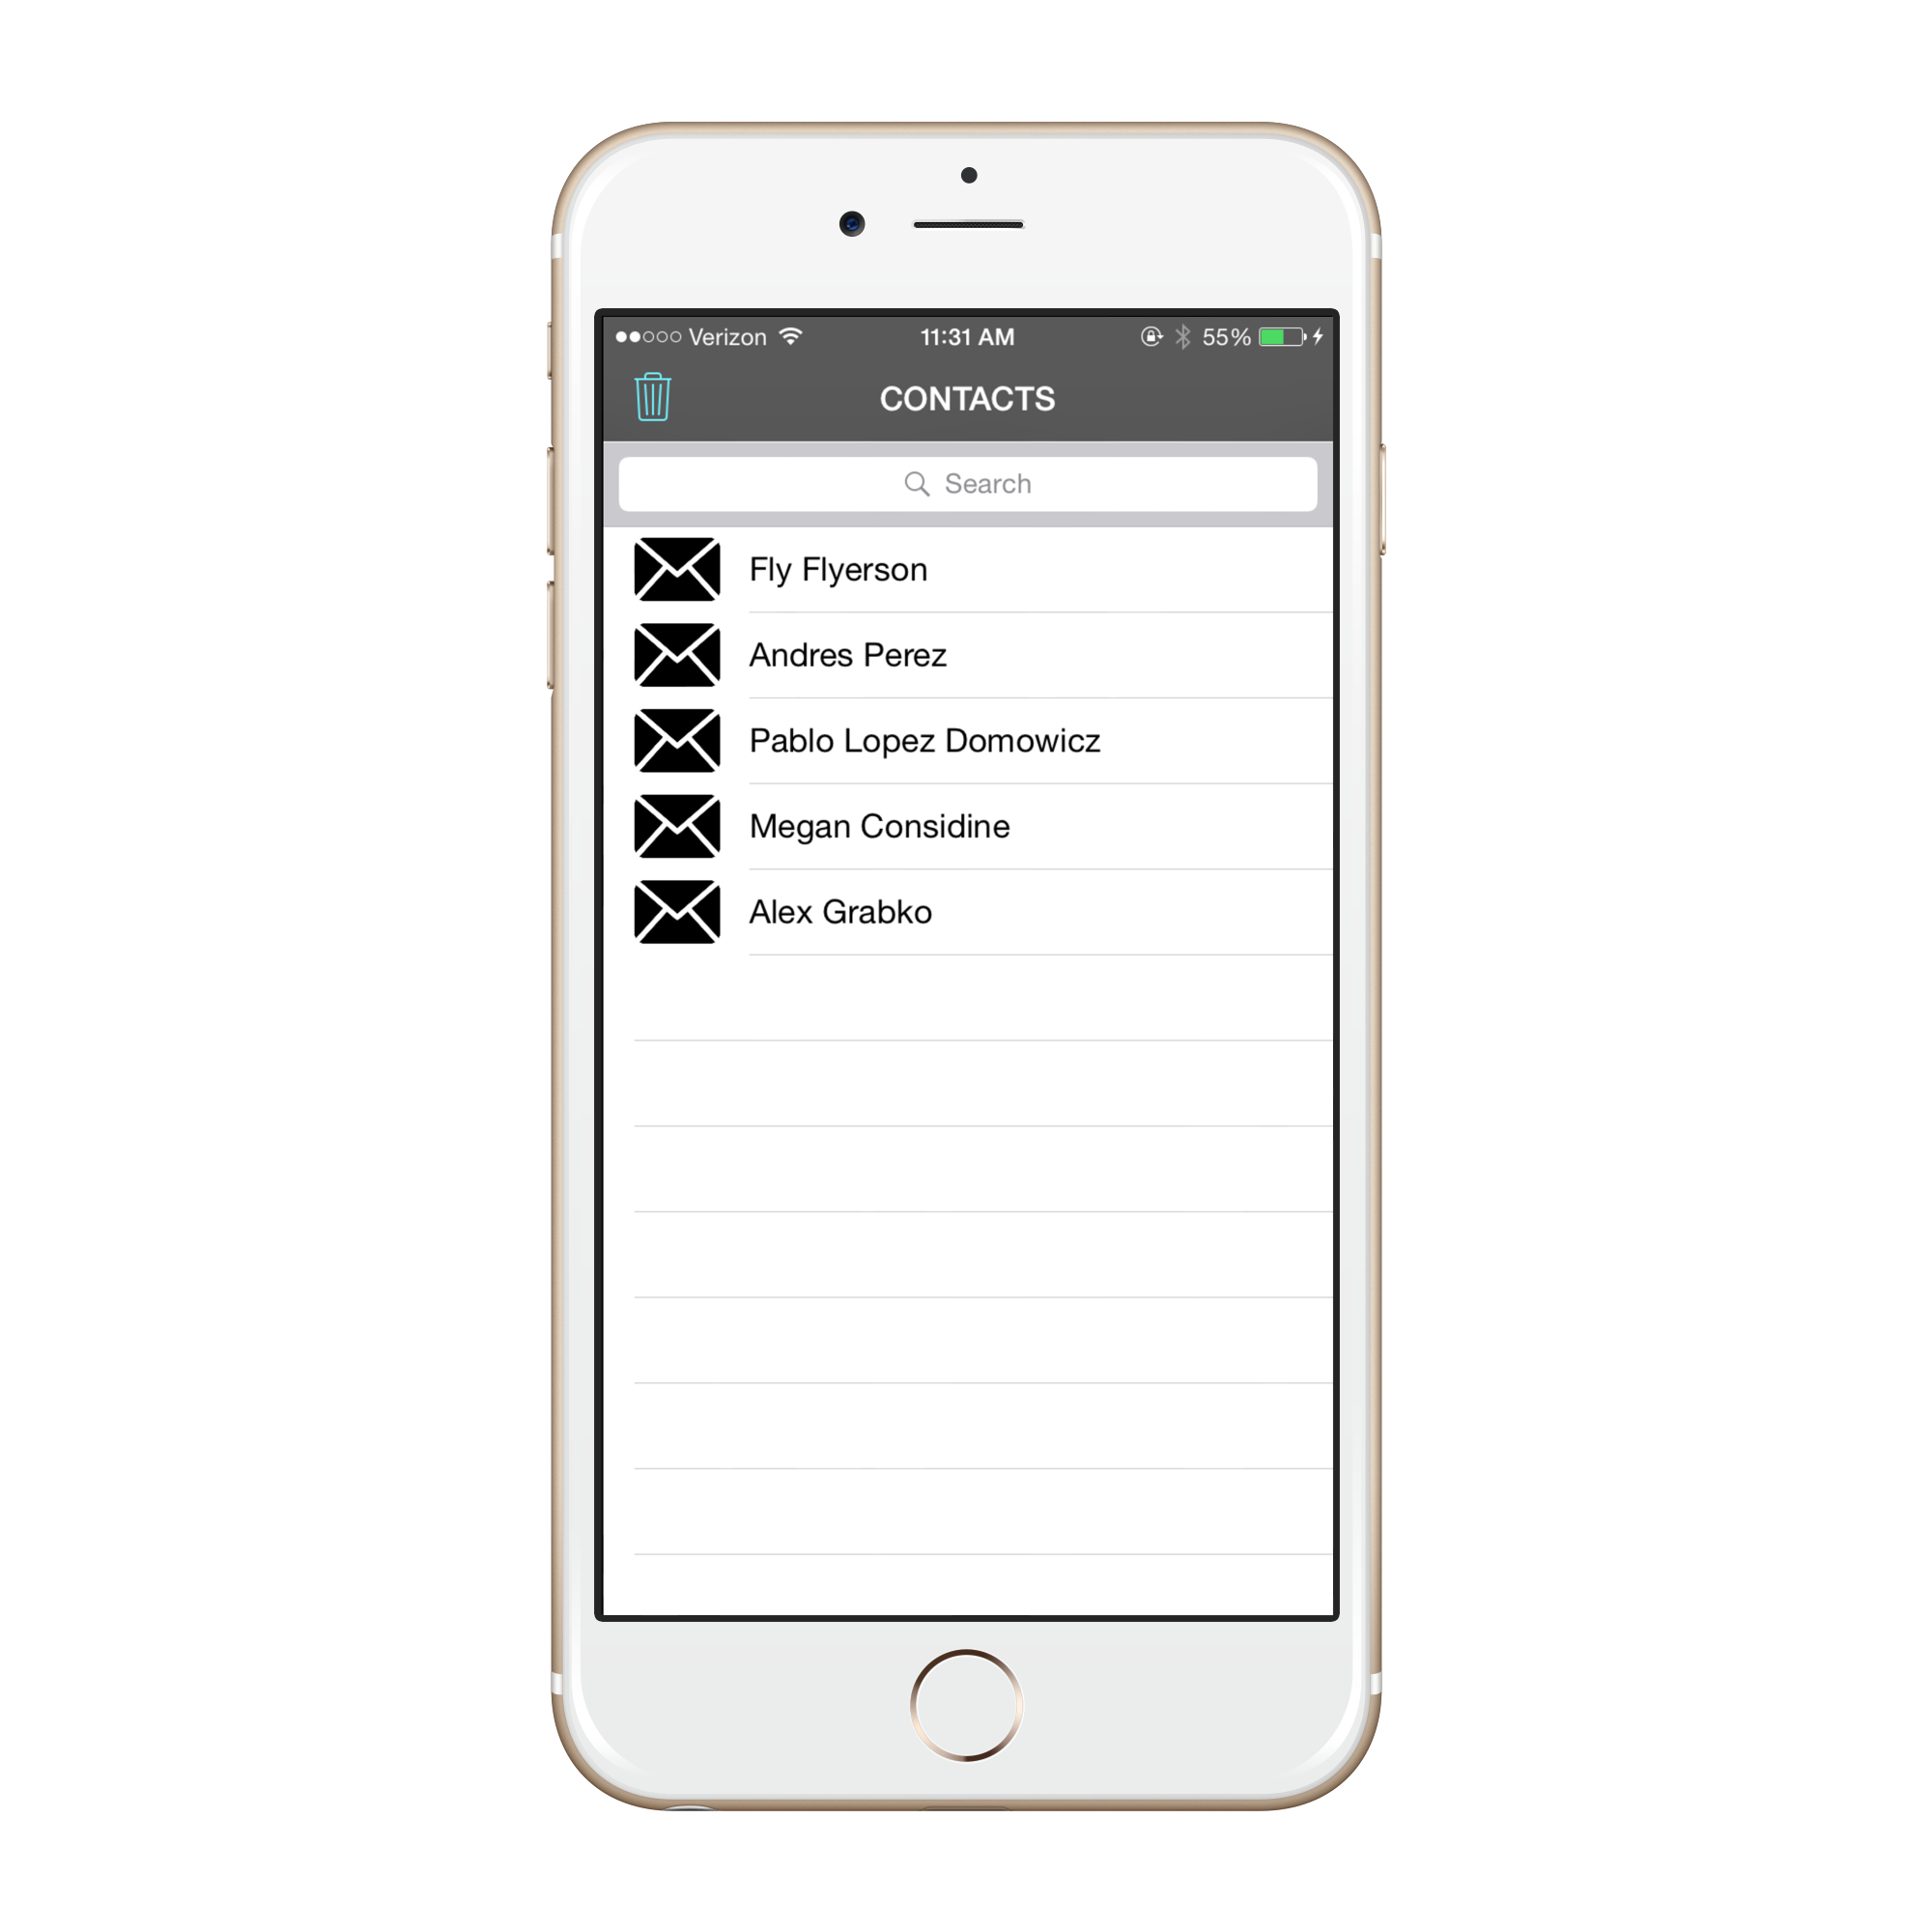 Verizon 11:31 AM 55%
CONTACTS
Search
Fly Flyerson
Andres Perez
Pablo Lopez Domowicz
Megan Considine
Alex Grabko